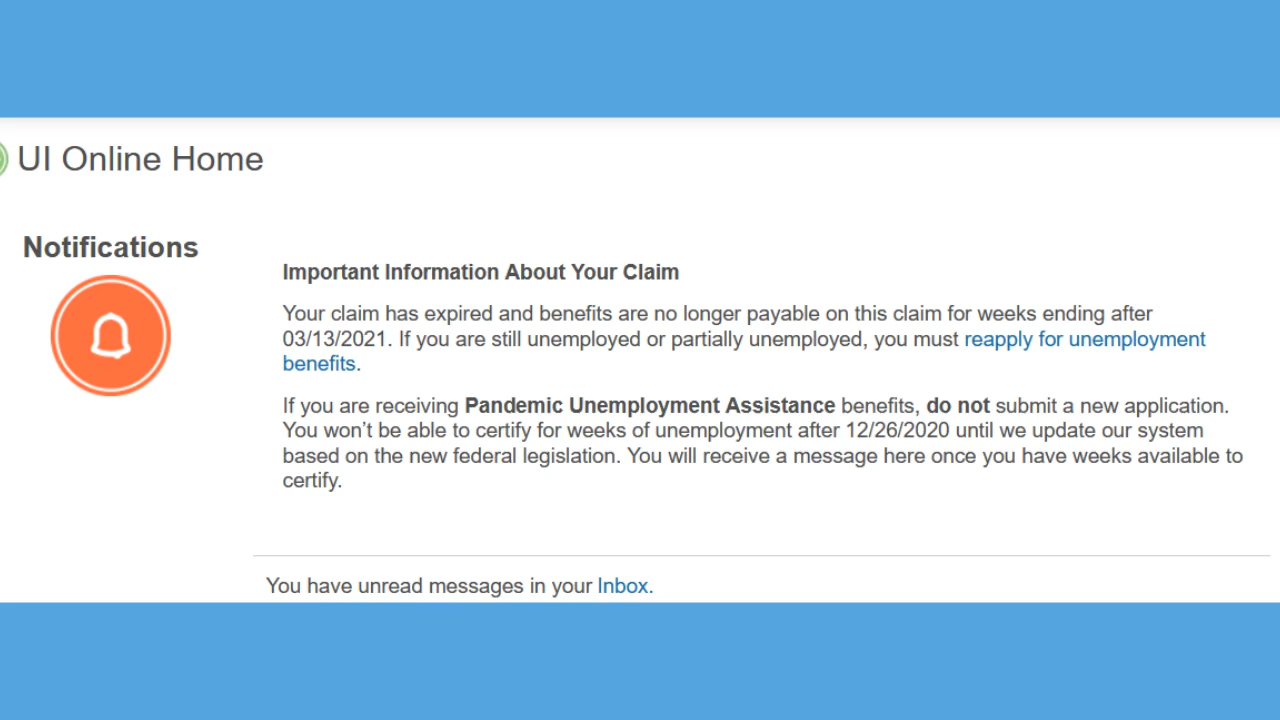 UI Online Home
Notifications
Important Information About Your Claim
Your claim has expired and benefits are no longer payable on this claim for weeks ending after
03/13/2021. If you are still unemployed or partially unemployed, you must reapply for unemployment
benefits.
If you are receiving Pandemic Unemployment Assistance benefits, do not submit a new application.
You won’t be able to certify for weeks of unemployment after 12/26/2020 until we update our system
based on the new federal legislation. You will receive a message here once you have weeks available to
certify.
You have unread messages in your Inbox.